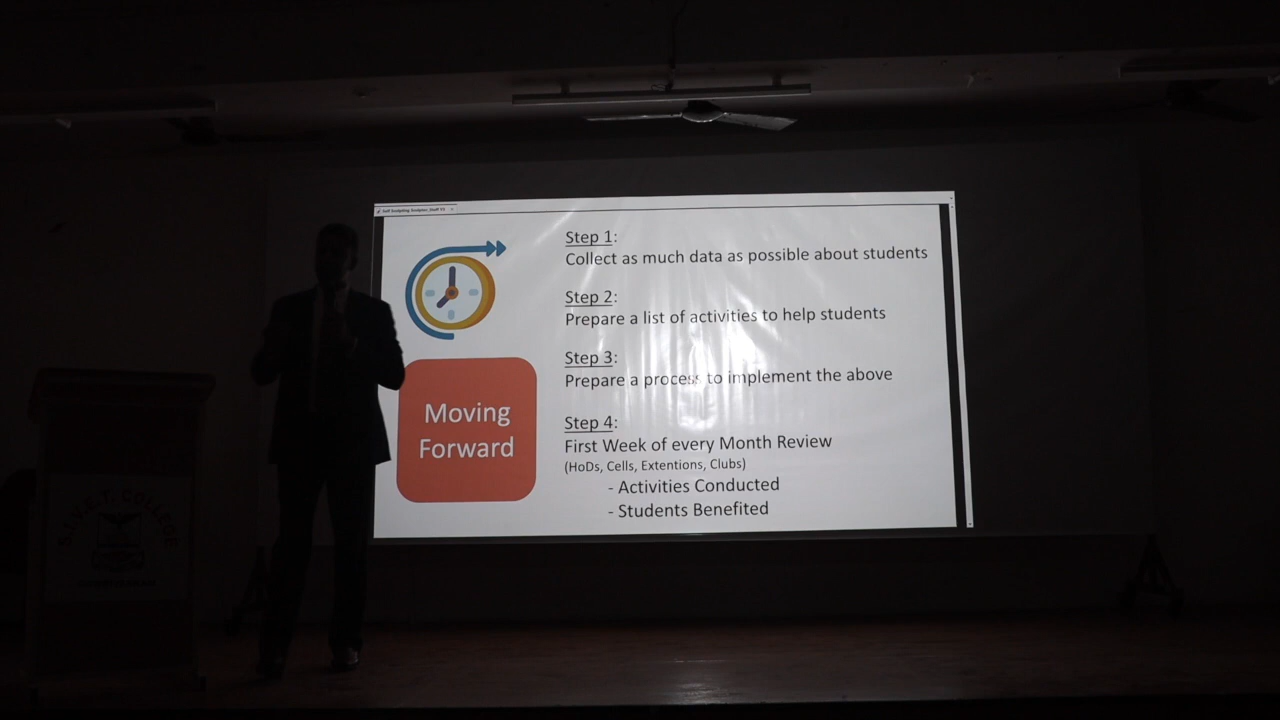 Step 1:
Collect as much data as possible about students
Step 2:
Prepare a list of activities to help students
Step 3:
Prepare a process to implement the above
Step 4:
First Week of every Month Review
(HoDs, Cells, Extentions, Clubs)
- Activities Conducted
- Students Benefited
Moving
Forward
COLLEGE